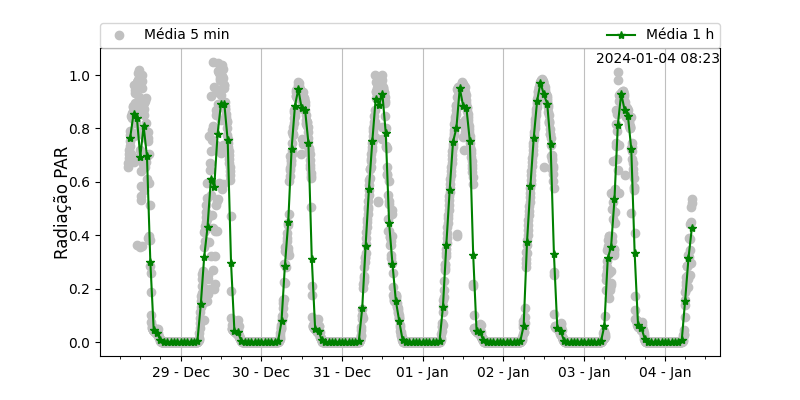 Média 5 min
Média 1 h
2024-01-04 08:23
Radiação PAR
1.0
0.8
0.6
0.4
0.2
0.0
29 - Dec
30 - Dec
31 - Dec
01 - Jan
02 - Jan
03 - Jan
04 - Jan